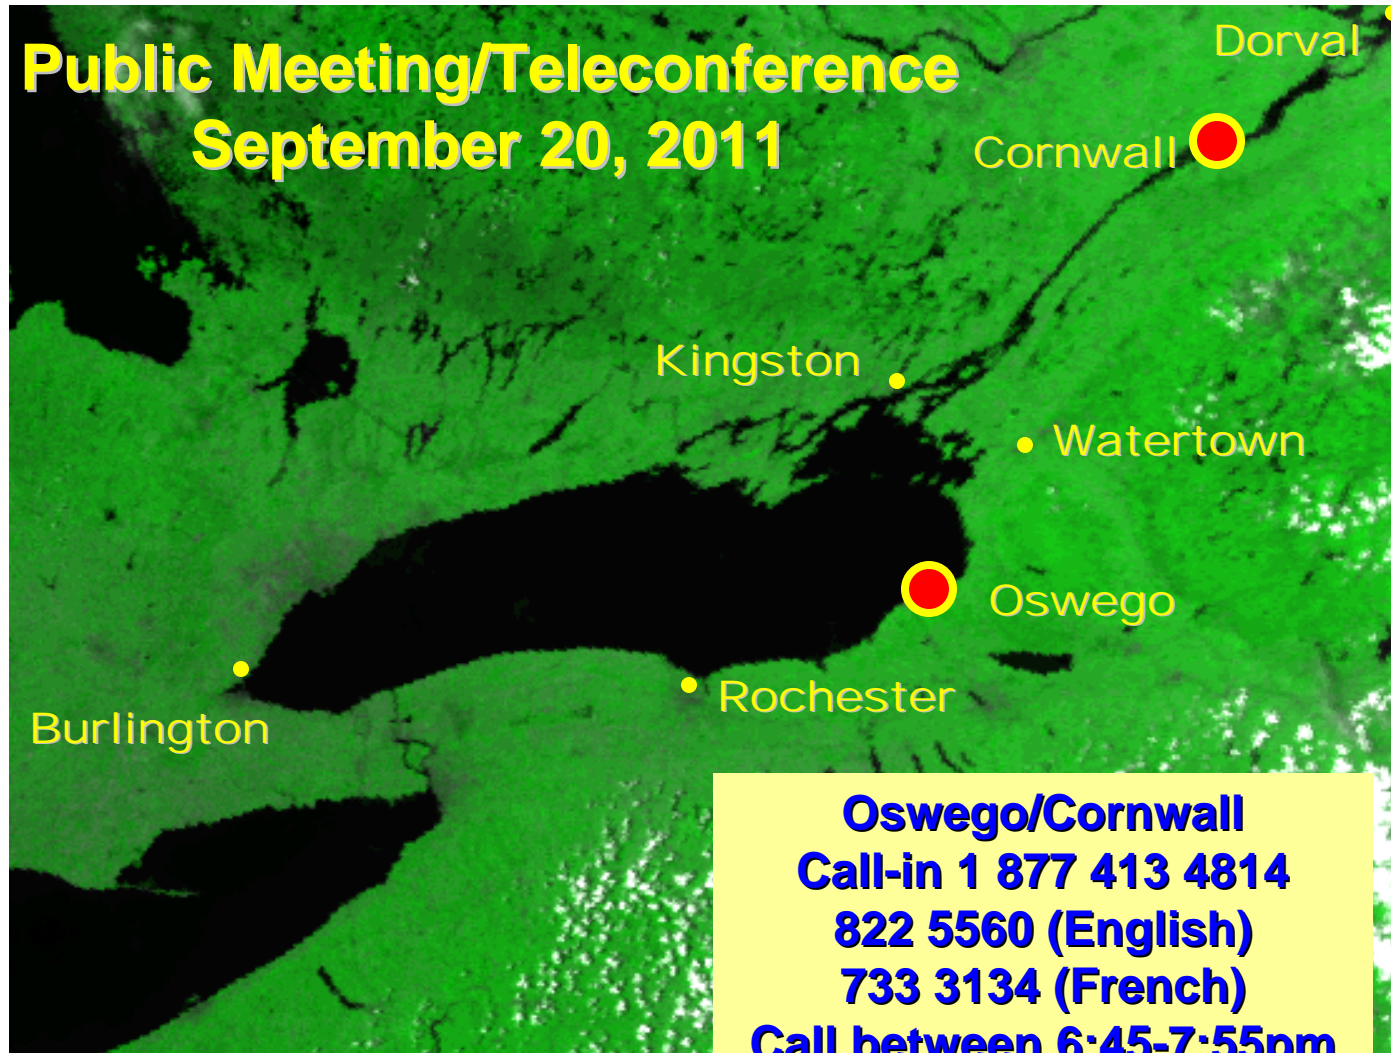 Public Meeting/Teleconference
September 20, 2011
Dorval
Cornwall
Kingston
Watertown
Oswego
Rochester
Burlington
Oswego/Cornwall
Call-in 1 877 413 4814
822 5560 (English)
733 3134 (French)
Call between 6:45-7:55pm